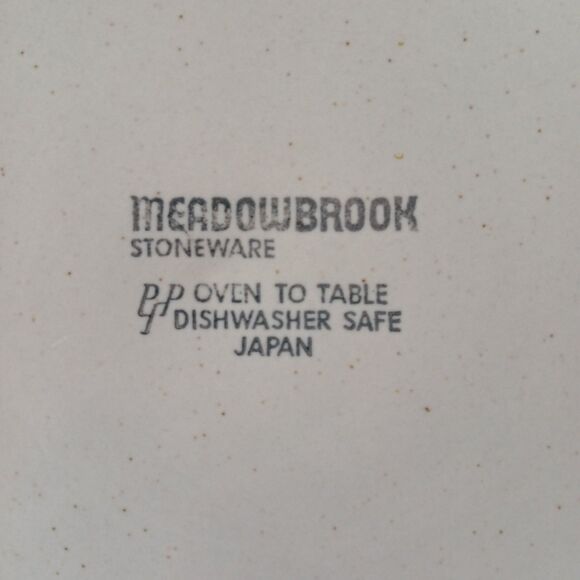 MEADOWBROOK
STONEWARE
OVEN TO TABLE
DISHWASHER SAFE
JAPAN